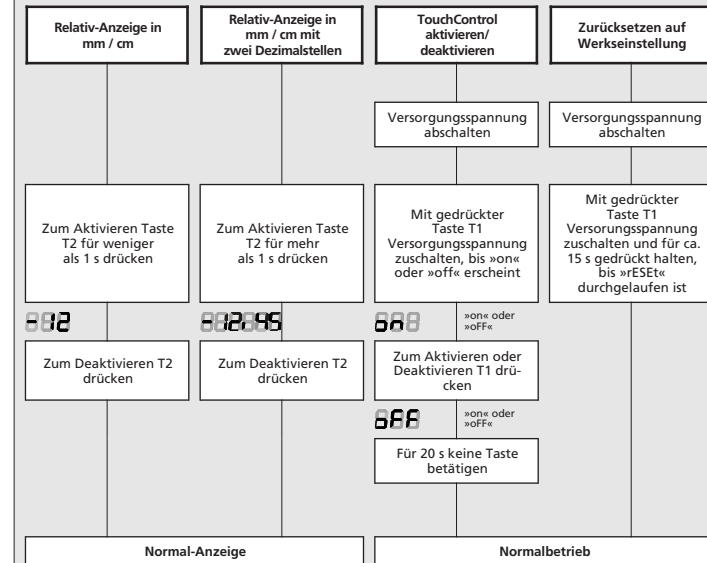 Relativ-Anzeige in
mm / cm
Relativ-Anzeige in
mm / cm mit
zwei Dezimalstellen
TouchControl
aktivieren/
deaktivieren
Zurücksetzen auf
Werkseinstellung
Versorgungsspannung
abschalten
Versorgungsspannung
abschalten
Zum Aktivieren Taste
T2 für weniger
als 1 s drücken
Zum Aktivieren Taste
T2 für mehr
als 1 s drücken
Mit gedrückter
Taste T1
Versorgungsspannung
zuschalten, bis »on«
oder »off« erscheint
Mit gedrückter
Taste T1
Versorungsspannung
zuschalten und für ca.
15 s gedrückt halten,
bis »rESEt«
durchgelaufen ist
-12
-12.45
on
»on« oder
»oFF«
Zum Deaktivieren T2
drücken
Zum Deaktivieren T2
drücken
Zum Aktivieren oder
Deaktivieren T1 drü-
cken
oFF
»on« oder
»oFF«
Für 20 s keine Taste
betätigen
Normal-Anzeige
Normalbetrieb